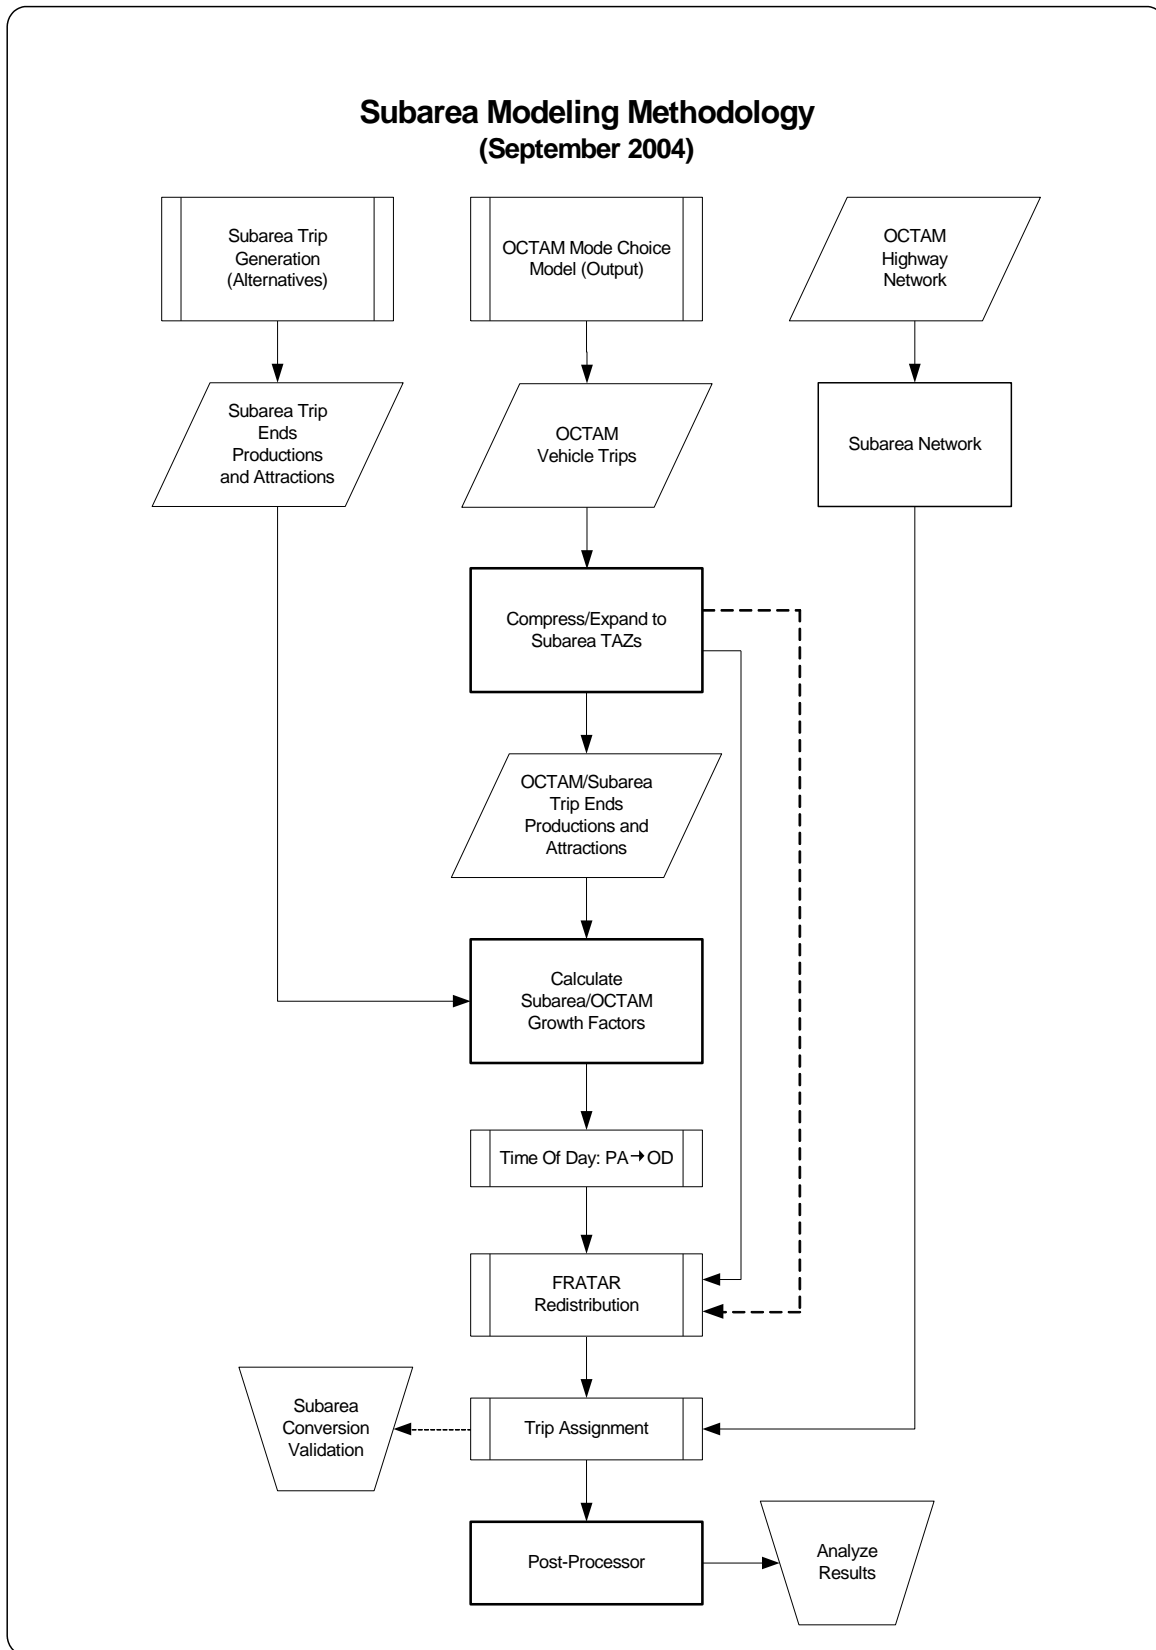 Subarea Modeling Methodology
(September 2004)
Subarea Trip
Generation
(Alternatives)
OCTAM Mode Choice
Model (Output)
OCTAM
Highway
Network
Subarea Trip
Ends
Productions
and Attractions
OCTAM
Vehicle Trips
Subarea Network
Compress/Expand to
Subarea TAZs
OCTAM/Subarea
Trip Ends
Productions and
Attractions
Calculate
Subarea/OCTAM
Growth Factors
Time Of Day: PA→OD
FRATAR
Redistribution
Subarea
Conversion
Validation
Trip Assignment
Post-Processor
Analyze
Results